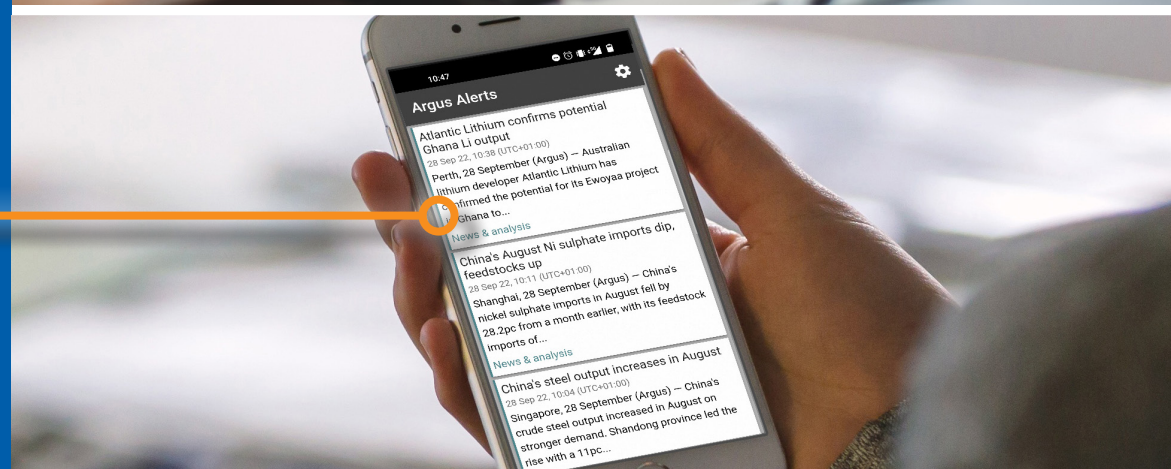 10:47
Argus Alerts
Atlantic Lithium confirms potential
Ghana Li output
28 Sep 22, 10:38 (UTC+01:00)
Perth, 28 September (Argus) — Australian
lithium developer Atlantic Lithium has
confirmed the potential for its Ewoyaa project
Ghana to...
News & analysis
China's August Ni sulphate imports dip,
feedstocks up
28 Sep 22, 10:11 (UTC+01:00)
Shanghai, 28 September (Argus) — China's
nickel sulphate imports in August fell by
28.2pc from a month earlier, with its feedstock
imports of...
News & analysis
China's steel output increases in August
28 Sep 22, 10:04 (UTC+01:00)
Singapore, 28 September (Argus) — China's
crude steel output increased in August on
stronger demand. Shandong province led the
rise with a 11pc...